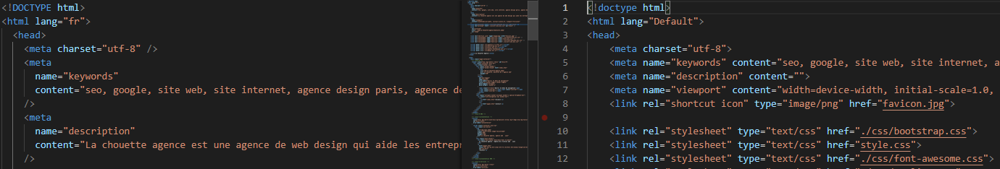 <!DOCTYPE html>
<html lang="fr">
<head>
<meta charset="utf-8" />
<meta
name="keywords"
content="seo, google, site web, site internet, agence design paris, agence de
/>
<meta
name="description"
content="La chouette agence est une agence de web design qui aide les entrepr
/>
1 <!doctype html>
2 <html lang="Default">
3 <head>
4 <meta charset="utf-8">
5 <meta name="keywords" content="seo, google, site web, site internet, a
6 <meta name="description" content="">
7 <meta name="viewport" content="width=device-width, initial-scale=1.0,
8 <link rel="shortcut icon" type="image/png" href="favicon.jpg">
9
10 <link rel="stylesheet" type="text/css" href="./css/bootstrap.css">
11 <link rel="stylesheet" type="text/css" href="style.css">
12 <link rel="stylesheet" type="text/css" href="./css/font-awesome.css">